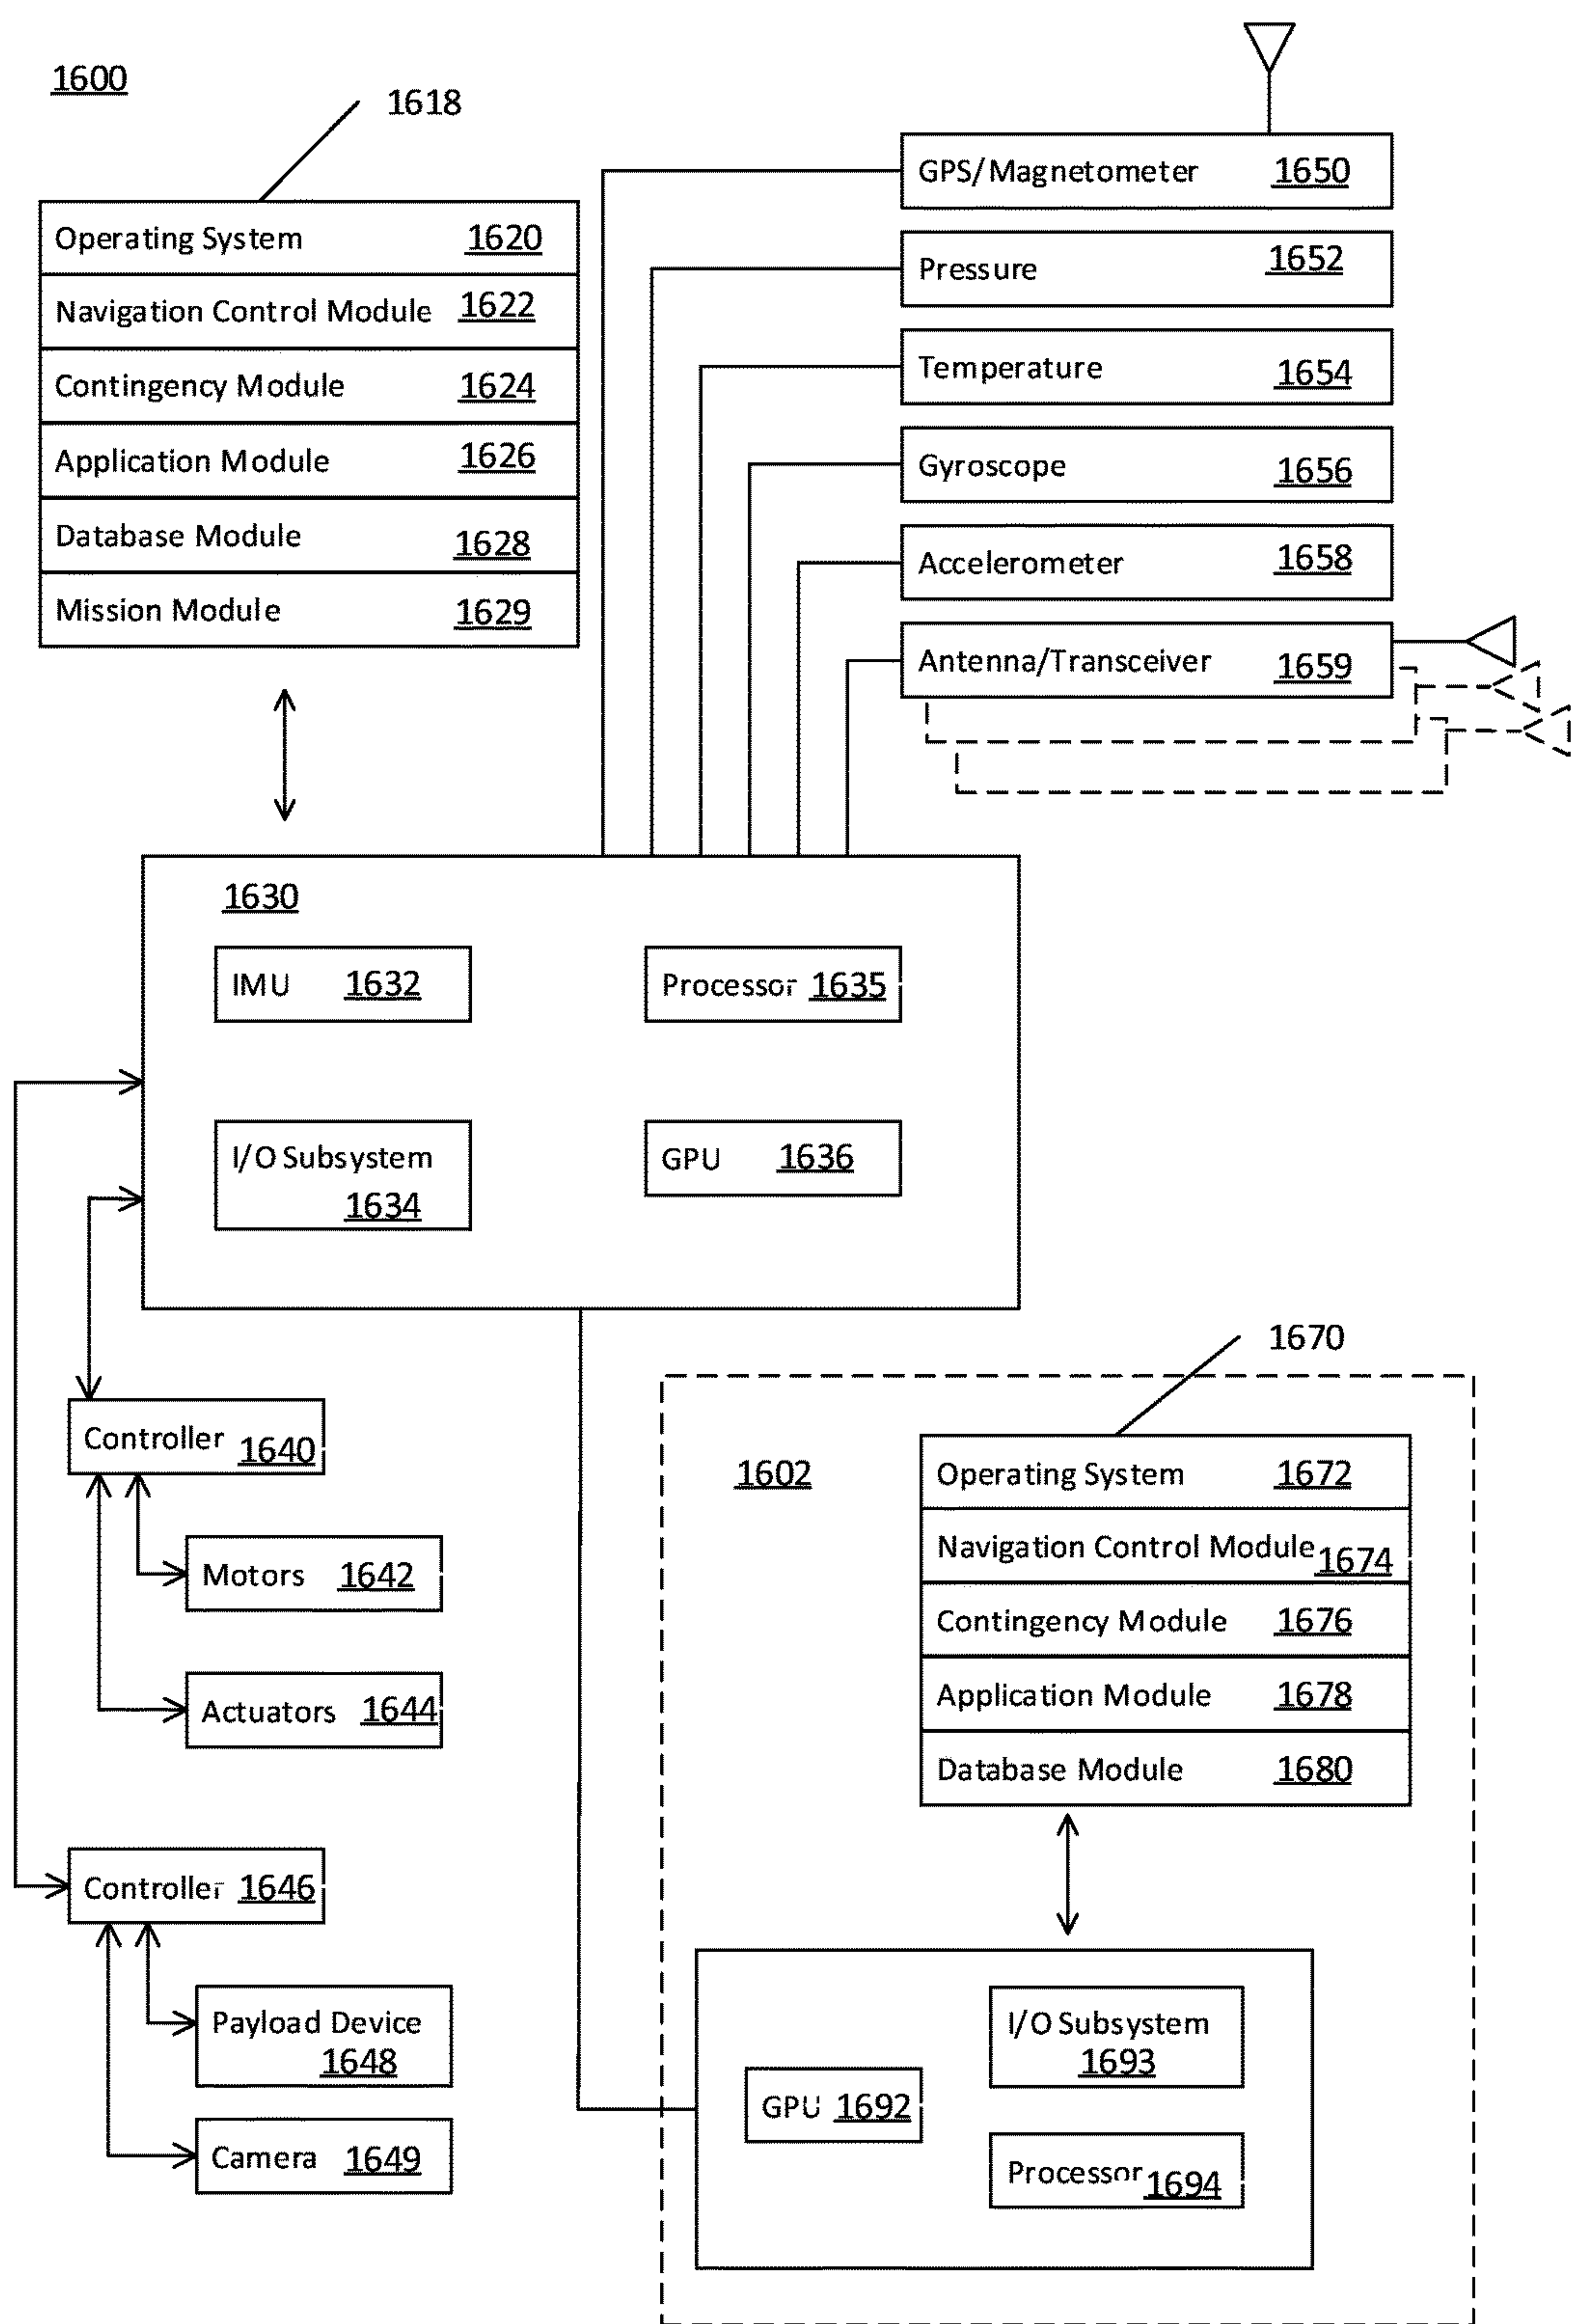 1600
1618
Operating System 1620
Navigation Control Module 1622
Contingency Module 1624
Application Module 1626
Database Module 1628
Mission Module 1629
GPS/Magnetometer 1650
Pressure 1652
Temperature 1654
Gyroscope 1656
Accelerometer 1658
Antenna/Transceiver 1659
1630
IMU 1632
Processor 1635
I/O Subsystem
1634
GPU 1636
Controller 1640
Motors 1642
Actuators 1644
Controller 1646
Payload Device
1648
Camera 1649
1670
1602
Operating System 1672
Navigation Control Module 1674
Contingency Module 1676
Application Module 1678
Database Module 1680
I/O Subsystem
1693
GPU 1692
Processor 1694